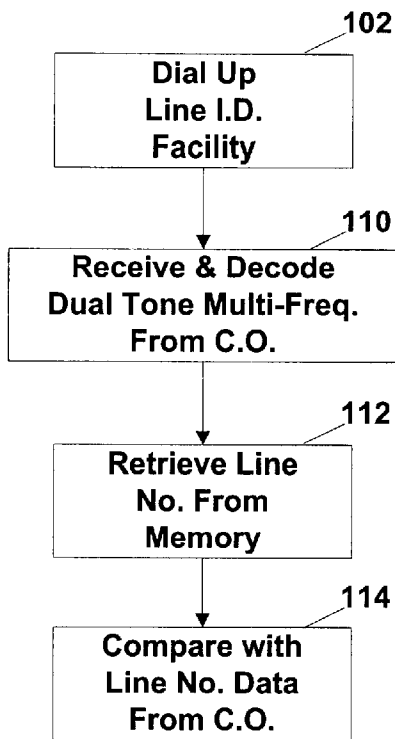 102
Dial Up
Line I.D.
Facility
110
Receive & Decode
Dual Tone Multi-Freq.
From C.O.
112
Retrieve Line
No. From
Memory
114
Compare with
Line No. Data
From C.O.